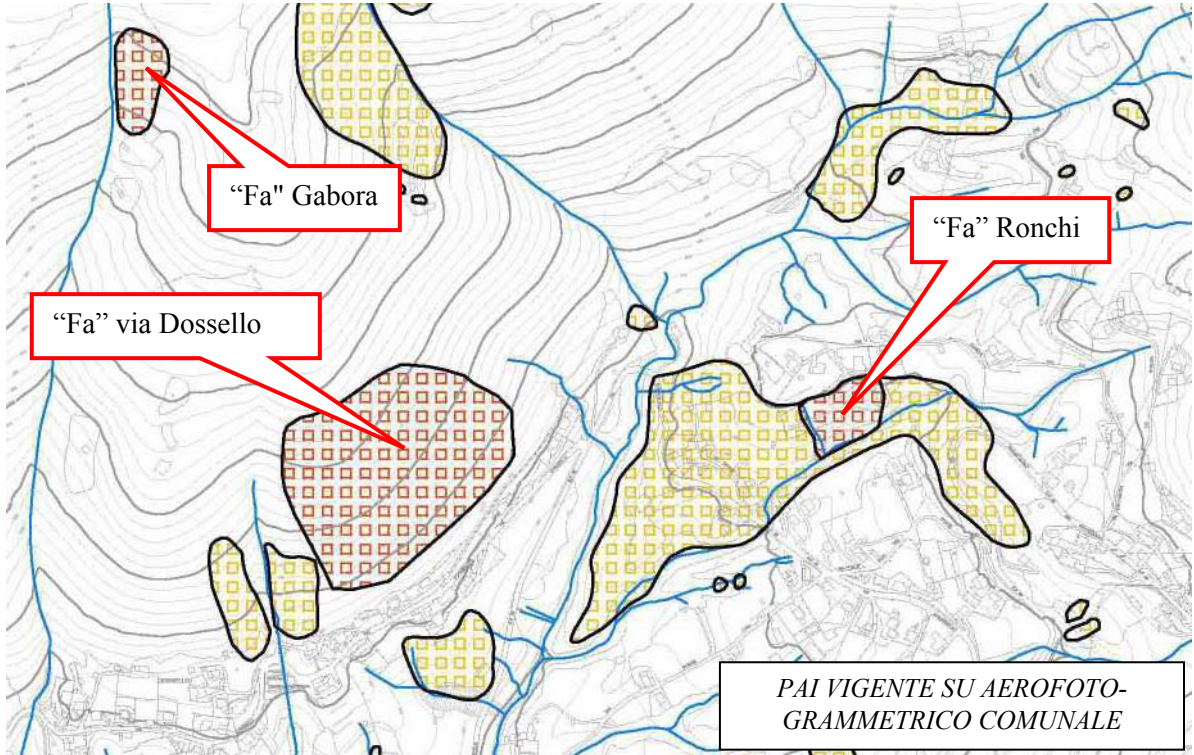 “Fa" Gabora
“Fa” Ronchi
“Fa” via Dossello
PAI VIGENTE SU AEROFOTO-
GRAMMETRICO COMUNALE